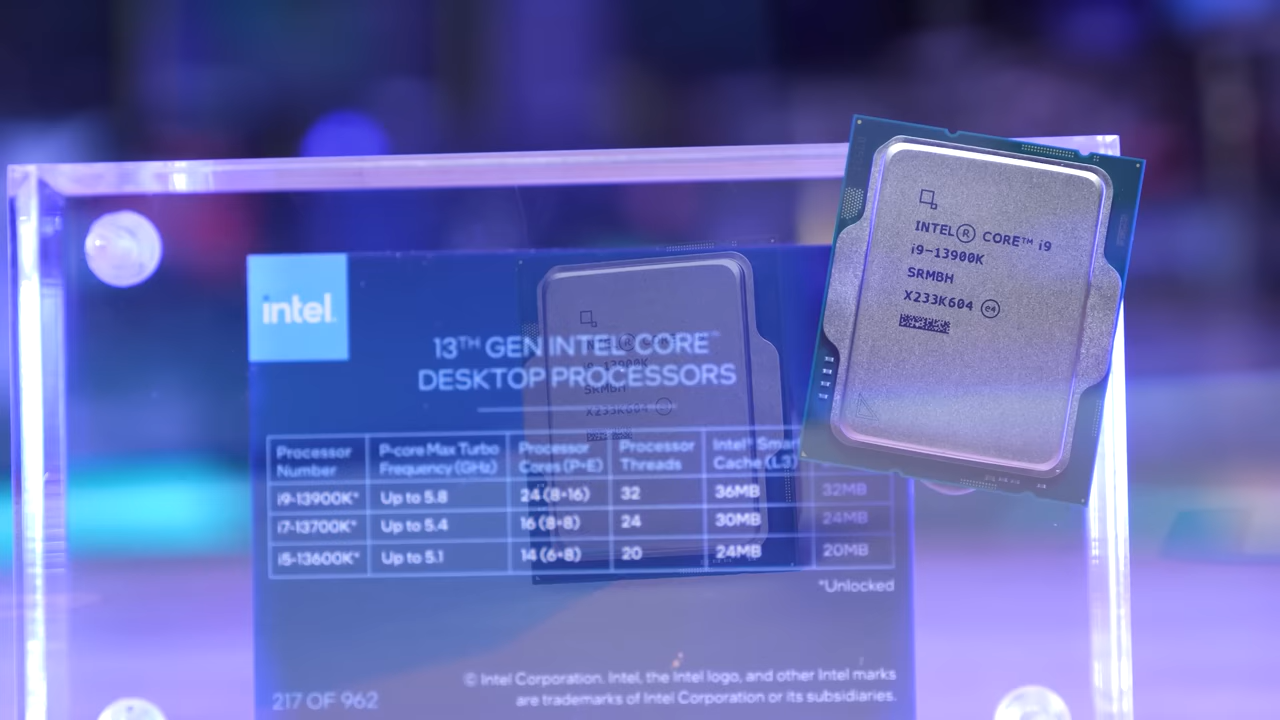 intel.
13TH GEN INTEL CORE
DESKTOP PROCESSORS
Processor Number P-core Max Turbo Frequency (GHz) Processor Cores (P+E) Processor Threads Intel® Smart Cache (L3)
i9-13900K* Up to 5.8 24 (8+16) 32 36MB 32MB
i7-13700K* Up to 5.4 16 (8+8) 24 30MB 24MB
i5-13600K* Up to 5.1 14 (6+8) 20 24MB 20MB
*Unlocked
© Intel Corporation. Intel, the Intel logo, and other Intel marks
are trademarks of Intel Corporation or its subsidiaries.
217 OF 962
INTEL® CORE™ i9
i9-13900K
SRMBH
X233K604 e4